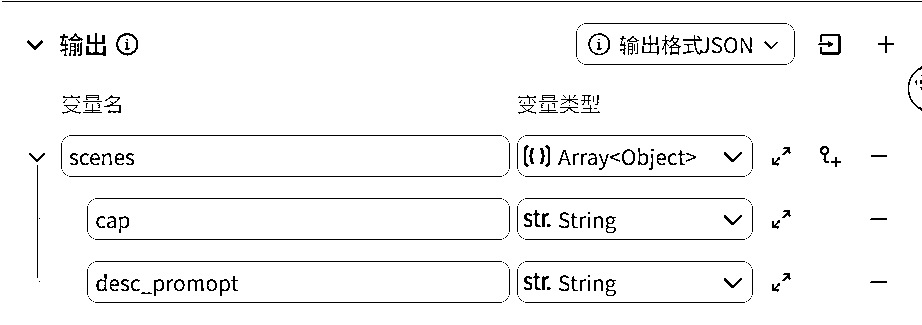 输出 输出格式JSON
变量名 变量类型
scenes Array<Object>
cap str. String
desc_promopt str. String